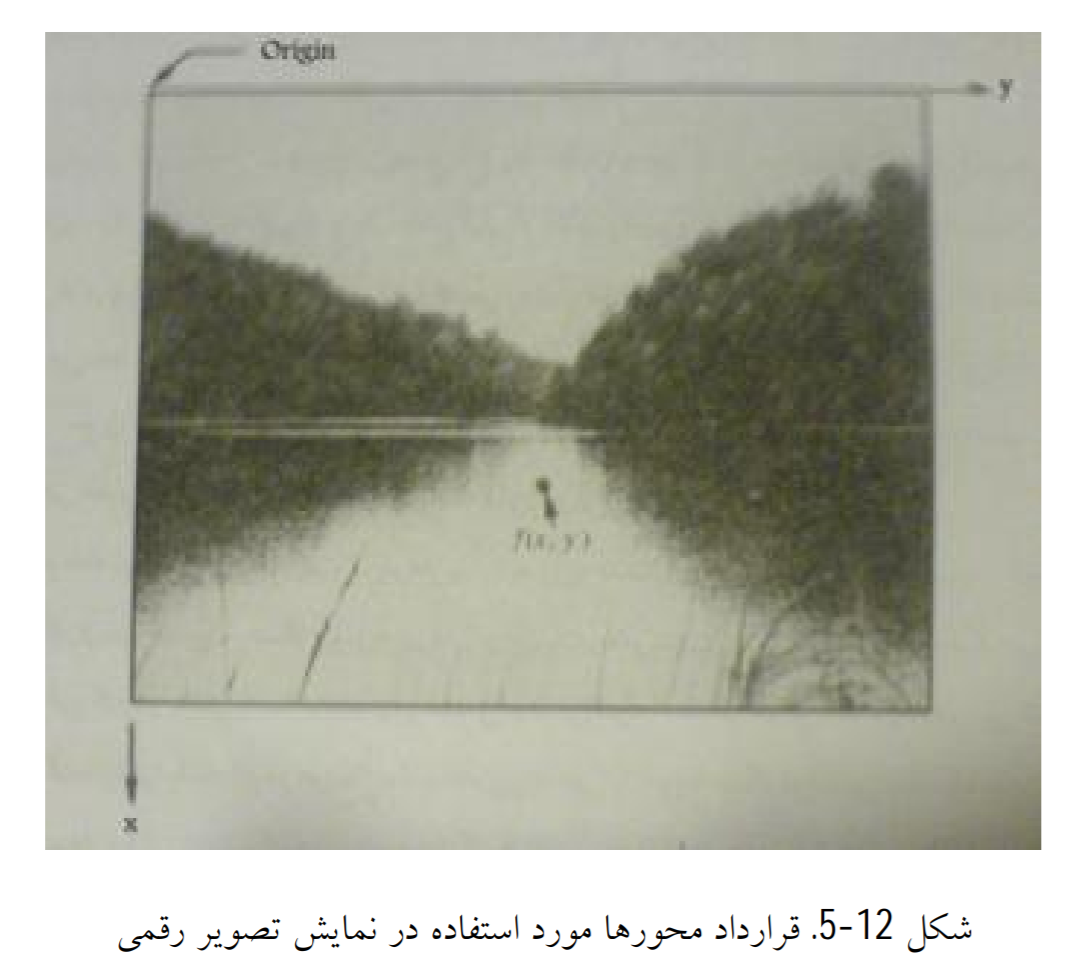 Origin
y
f(x, y)
x
شکل 12-5. قرارداد محورها مورد استفاده در نمایش تصویر رقمی